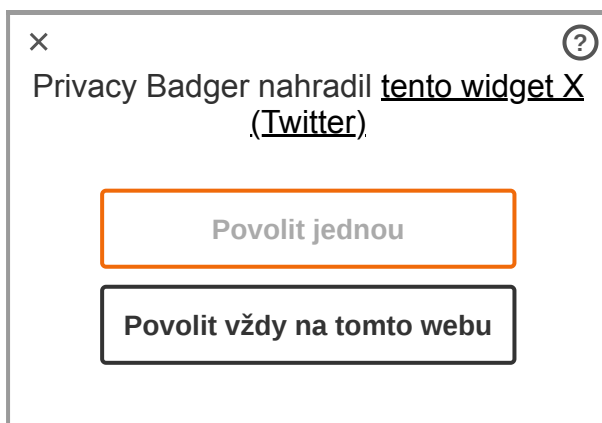 × ?
Privacy Badger nahradil tento widget X
(Twitter)
Povolit jednou
Povolit vždy na tomto webu